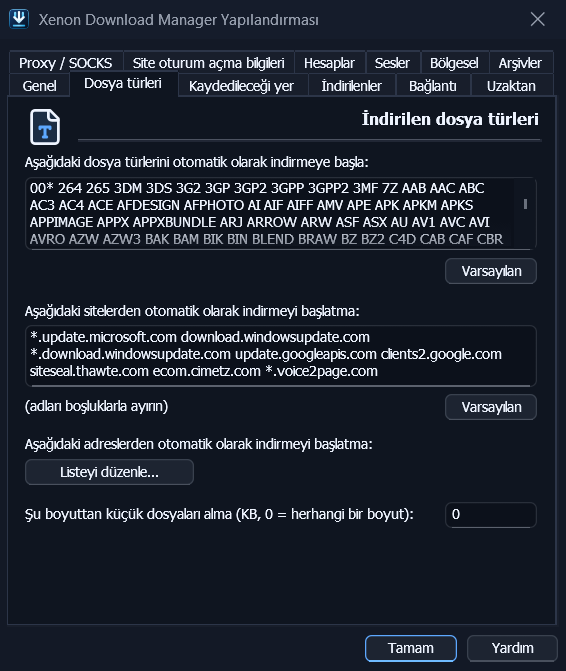 Xenon Download Manager Yapılandırması
Proxy / SOCKS Site oturum açma bilgileri Hesaplar Sesler Bölgesel Arşivler
Genel Dosya türleri Kaydedileceği yer İndirilenler Bağlantı Uzaktan
İndirilen dosya türleri
Aşağıdaki dosya türlerini otomatik olarak indirmeye başla:
00* 264 265 3DM 3DS 3G2 3GP 3GP2 3GPP 3GPP2 3MF 7Z AAB AAC ABC
AC3 AC4 ACE AFDESIGN AFPHOTO AI AIF AIFF AMV APE APK APKM APKS
APPIMAGE APPX APPXBUNDLE ARJ ARROW ARW ASF ASX AU AV1 AVC AVI
AVRO AZW AZW3 BAK BAM BIK BIN BLEND BRAW BZ BZ2 C4D CAB CAF CBR
Varsayılan
Aşağıdaki sitelerden otomatik olarak indirmeyi başlatma:
*.update.microsoft.com download.windowsupdate.com
*.download.windowsupdate.com update.googleapis.com clients2.google.com
siteseal.thawte.com ecom.cimetz.com *.voice2page.com
(adları boşluklarla ayırın)
Varsayılan
Aşağıdaki adreslerden otomatik olarak indirmeyi başlatma:
Listeyi düzenle...
Şu boyuttan küçük dosyaları alma (KB, 0 = herhangi bir boyut): 0
Tamam Yardım